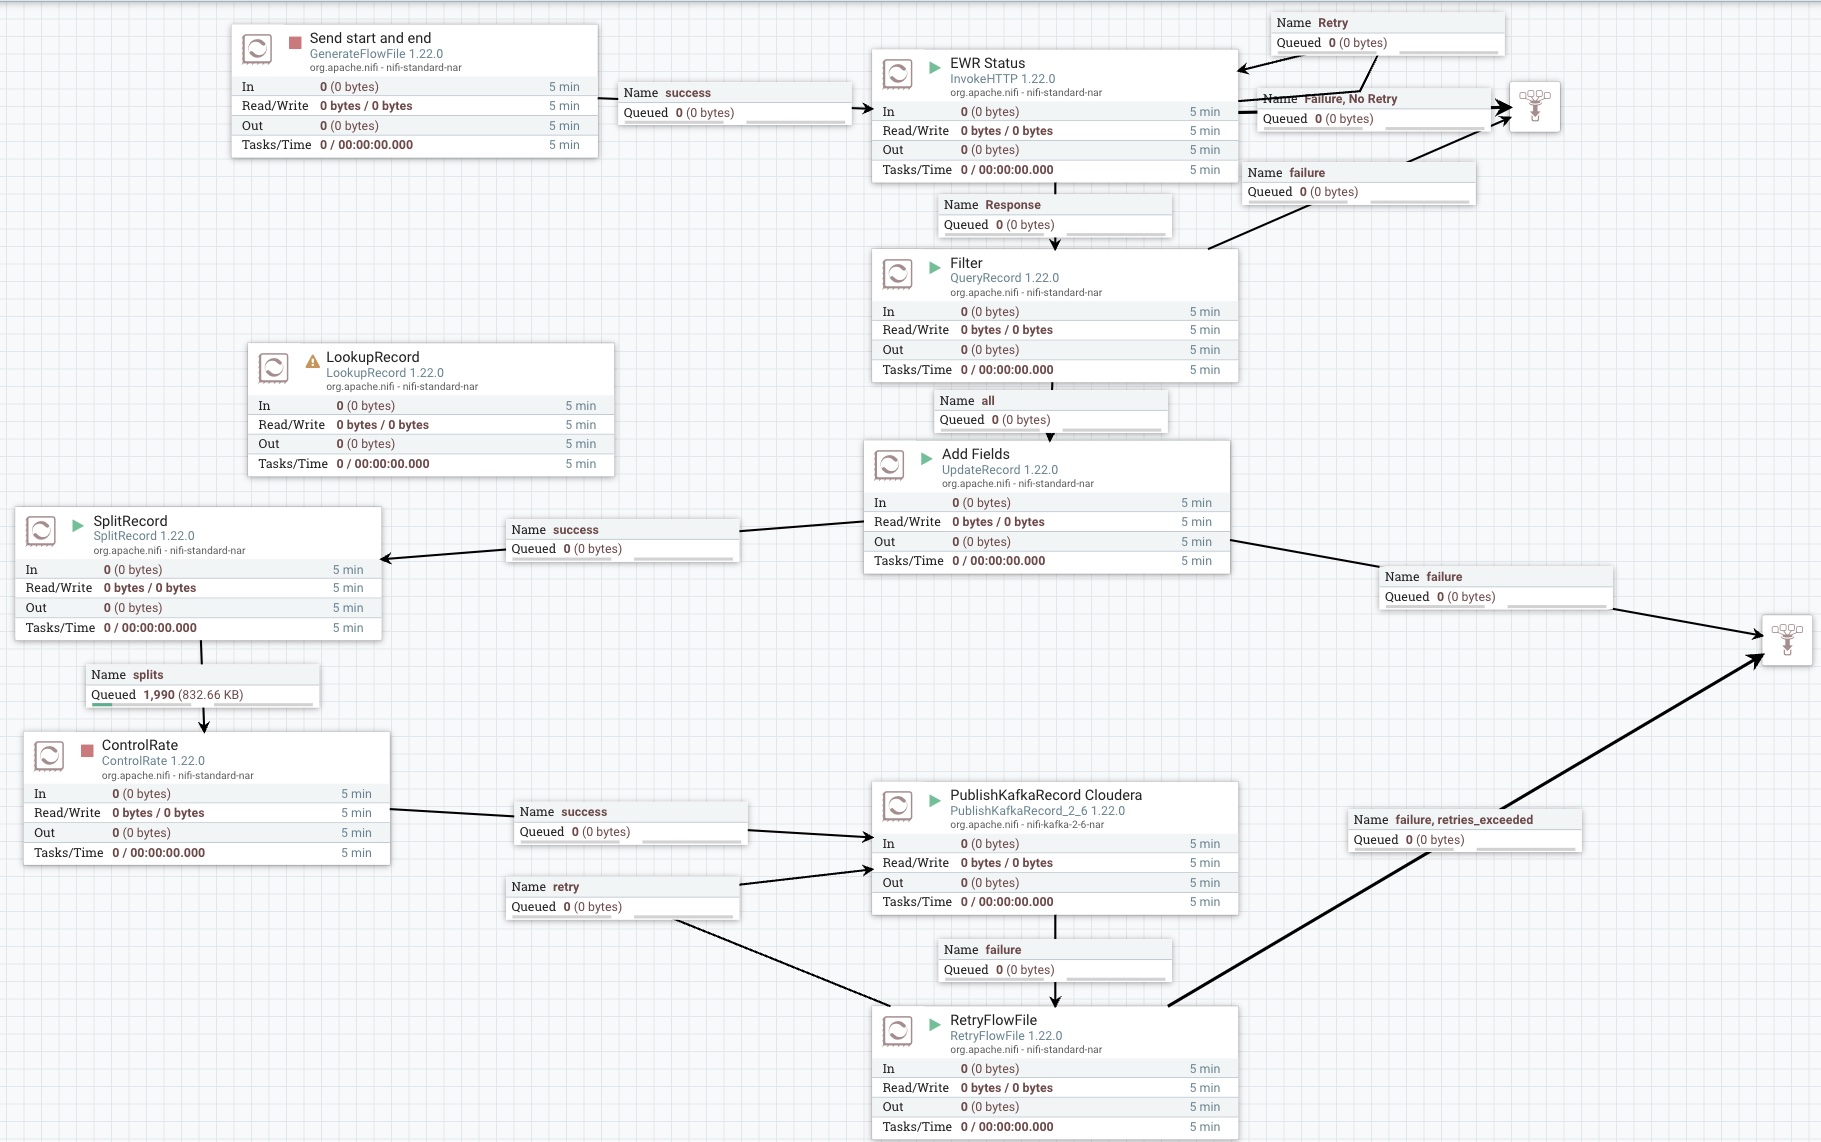 Send start and end
GenerateFlowFile 1.22.0
org.apache.nifi - nifi-standard-nar
In 0 (0 bytes) 5 min
Read/Write 0 bytes / 0 bytes 5 min
Out 0 (0 bytes) 5 min
Tasks/Time 0 / 00:00:00.000 5 min
Name success
Queued 0 (0 bytes)
EWR Status
InvokeHTTP 1.22.0
org.apache.nifi - nifi-standard-nar
In 0 (0 bytes) 5 min
Read/Write 0 bytes / 0 bytes 5 min
Out 0 (0 bytes) 5 min
Tasks/Time 0 / 00:00:00.000 5 min
Name Retry
Queued 0 (0 bytes)
Name Failure, No Retry
Queued 0 (0 bytes)
Name failure
Queued 0 (0 bytes)
Name Response
Queued 0 (0 bytes)
Filter
QueryRecord 1.22.0
org.apache.nifi - nifi-standard-nar
In 0 (0 bytes) 5 min
Read/Write 0 bytes / 0 bytes 5 min
Out 0 (0 bytes) 5 min
Tasks/Time 0 / 00:00:00.000 5 min
LookupRecord
LookupRecord 1.22.0
org.apache.nifi - nifi-standard-nar
In 0 (0 bytes) 5 min
Read/Write 0 bytes / 0 bytes 5 min
Out 0 (0 bytes) 5 min
Tasks/Time 0 / 00:00:00.000 5 min
Name all
Queued 0 (0 bytes)
Add Fields
UpdateRecord 1.22.0
org.apache.nifi - nifi-standard-nar
In 0 (0 bytes) 5 min
Read/Write 0 bytes / 0 bytes 5 min
Out 0 (0 bytes) 5 min
Tasks/Time 0 / 00:00:00.000 5 min
Name success
Queued 0 (0 bytes)
Name failure
Queued 0 (0 bytes)
SplitRecord
SplitRecord 1.22.0
org.apache.nifi - nifi-standard-nar
In 0 (0 bytes) 5 min
Read/Write 0 bytes / 0 bytes 5 min
Out 0 (0 bytes) 5 min
Tasks/Time 0 / 00:00:00.000 5 min
Name splits
Queued 1,990 (832.66 KB)
ControlRate
ControlRate 1.22.0
org.apache.nifi - nifi-standard-nar
In 0 (0 bytes) 5 min
Read/Write 0 bytes / 0 bytes 5 min
Out 0 (0 bytes) 5 min
Tasks/Time 0 / 00:00:00.000 5 min
Name success
Queued 0 (0 bytes)
Name retry
Queued 0 (0 bytes)
PublishKafkaRecord Cloudera
PublishKafkaRecord_2_6 1.22.0
org.apache.nifi - nifi-kafka-2-6-nar
In 0 (0 bytes) 5 min
Read/Write 0 bytes / 0 bytes 5 min
Out 0 (0 bytes) 5 min
Tasks/Time 0 / 00:00:00.000 5 min
Name failure, retries_exceeded
Queued 0 (0 bytes)
Name failure
Queued 0 (0 bytes)
RetryFlowFile
RetryFlowFile 1.22.0
org.apache.nifi - nifi-standard-nar
In 0 (0 bytes) 5 min
Read/Write 0 bytes / 0 bytes 5 min
Out 0 (0 bytes) 5 min
Tasks/Time 0 / 00:00:00.000 5 min